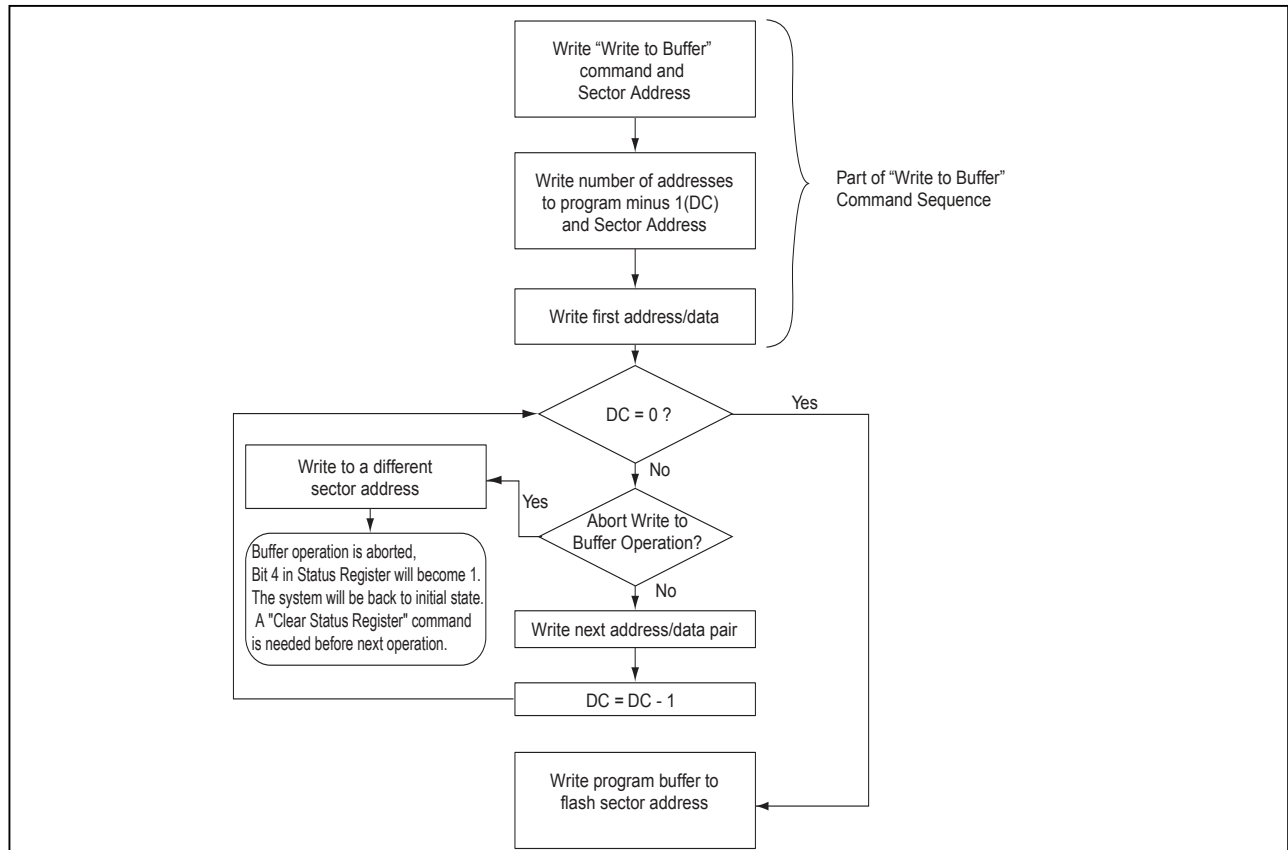 Write “Write to Buffer”
command and
Sector Address
Write number of addresses
to program minus 1(DC)
and Sector Address
Part of “Write to Buffer”
Command Sequence
Write first address/data
DC = 0 ?
Yes
No
Write to a different
sector address
Yes
Abort Write to
Buffer Operation?
Buffer operation is aborted,
Bit 4 in Status Register will become 1.
The system will be back to initial state.
A "Clear Status Register" command
is needed before next operation.
No
Write next address/data pair
DC = DC - 1
Write program buffer to
flash sector address